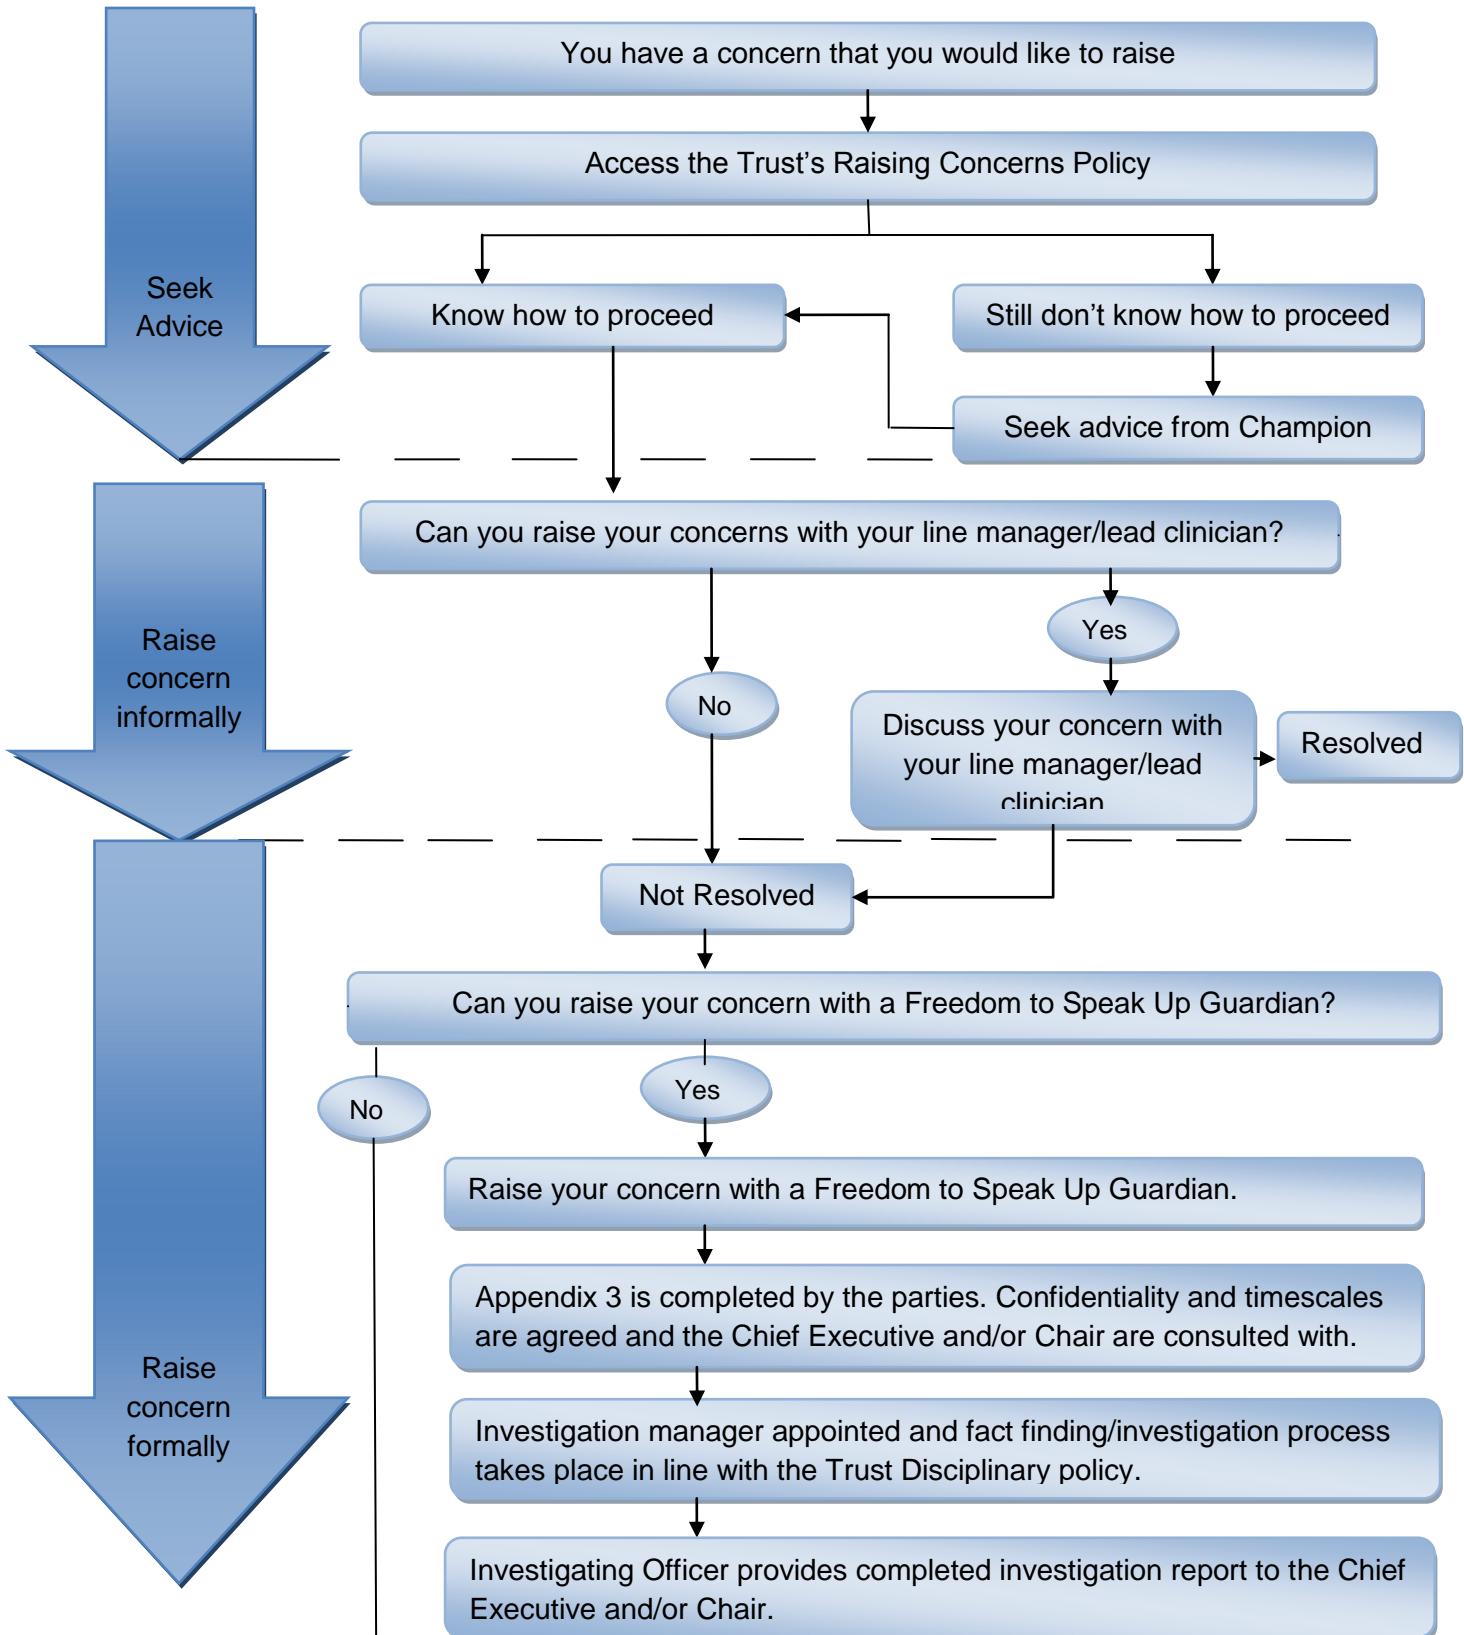 You have a concern that you would like to raise
Access the Trust's Raising Concerns Policy
Seek
Advice
Know how to proceed
Still don't know how to proceed
Seek advice from Champion
Can you raise your concerns with your line manager/lead clinician?
Raise
concern
informally
Yes
No
Discuss your concern with
your line manager/lead
clinician
Resolved
Not Resolved
Can you raise your concern with a Freedom to Speak Up Guardian?
No
Yes
Raise your concern with a Freedom to Speak Up Guardian.
Appendix 3 is completed by the parties. Confidentiality and timescales
are agreed and the Chief Executive and/or Chair are consulted with.
Raise
concern
formally
Investigation manager appointed and fact finding/investigation process
takes place in line with the Trust Disciplinary policy.
Investigating Officer provides completed investigation report to the Chief
Executive and/or Chair.